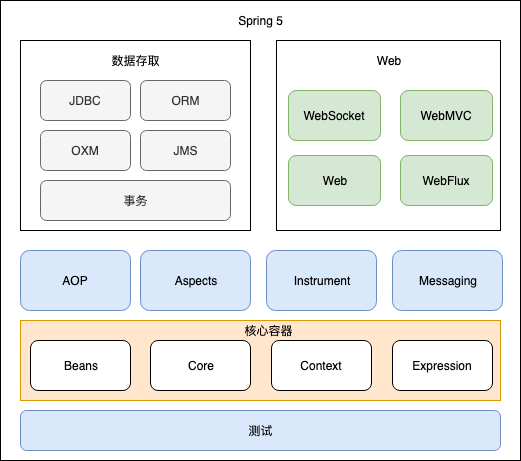 Spring 5
数据存取
JDBC
ORM
OXM
JMS
事务
Web
WebSocket
WebMVC
Web
WebFlux
AOP
Aspects
Instrument
Messaging
核心容器
Beans
Core
Context
Expression
测试